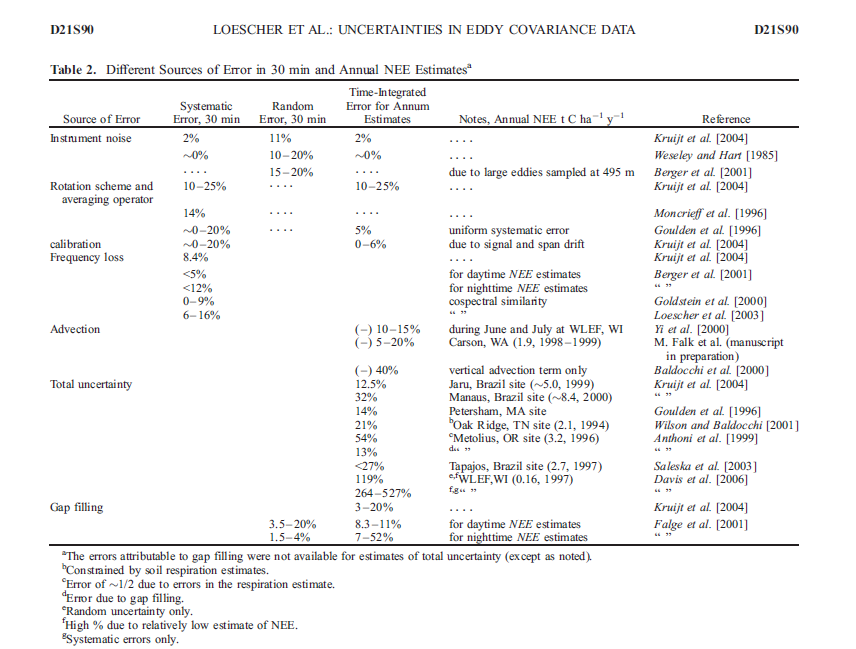 D21S90 LOESCHER ET AL.: UNCERTAINTIES IN EDDY COVARIANCE DATA D21S90
Table 2. Different Sources of Error in 30 min and Annual NEE Estimatesᵃ
Source of Error Systematic Error, 30 min Random Error, 30 min Time-Integrated Error for Annum Estimates Notes, Annual NEE t C ha⁻¹ y⁻¹ Reference
Instrument noise 2% 11% 2% .... Kruijt et al. [2004]
~0% 10–20% ~0% .... Weseley and Hart [1985]
.... 15–20% .... due to large eddies sampled at 495 m Berger et al. [2001]
Rotation scheme and averaging operator 10–25% .... 10–25% .... Kruijt et al. [2004]
14% .... .... .... Moncrieff et al. [1996]
~0–20% .... 5% uniform systematic error Goulden et al. [1996]
calibration ~0–20% 0–6% due to signal and span drift Kruijt et al. [2004]
Frequency loss 8.4% .... Kruijt et al. [2004]
<5% for daytime NEE estimates Berger et al. [2001]
<12% for nighttime NEE estimates “ ”
0–9% cospectral similarity Goldstein et al. [2000]
6–16% “ ” Loescher et al. [2003]
Advection (−) 10–15% during June and July at WLEF, WI Yi et al. [2000]
(−) 5–20% Carson, WA (1.9, 1998–1999) M. Falk et al. (manuscript in preparation)
(−) 40% vertical advection term only Baldocchi et al. [2000]
Total uncertainty 12.5% Jaru, Brazil site (~5.0, 1999) Kruijt et al. [2004]
32% Manaus, Brazil site (~8.4, 2000) “ ”
14% Petersham, MA site Goulden et al. [1996]
21% ᵇOak Ridge, TN site (2.1, 1994) Wilson and Baldocchi [2001]
54% ᶜMetolius, OR site (3.2, 1996) Anthoni et al. [1999]
13% ᵈ“ ” “ ”
<27% Tapajos, Brazil site (2.7, 1997) Saleska et al. [2003]
119% ᵉ,ᶠWLEF,WI (0.16, 1997) Davis et al. [2006]
264–527% ᶠ,ᵍ“ ” “ ”
Gap filling 3–20% .... Kruijt et al. [2004]
3.5–20% 8.3–11% for daytime NEE estimates Falge et al. [2001]
1.5–4% 7–52% for nighttime NEE estimates “ ”
ᵃThe errors attributable to gap filling were not available for estimates of total uncertainty (except as noted).
ᵇConstrained by soil respiration estimates.
ᶜError of ~1/2 due to errors in the respiration estimate.
ᵈError due to gap filling.
ᵉRandom uncertainty only.
ᶠHigh % due to relatively low estimate of NEE.
ᵍSystematic errors only.